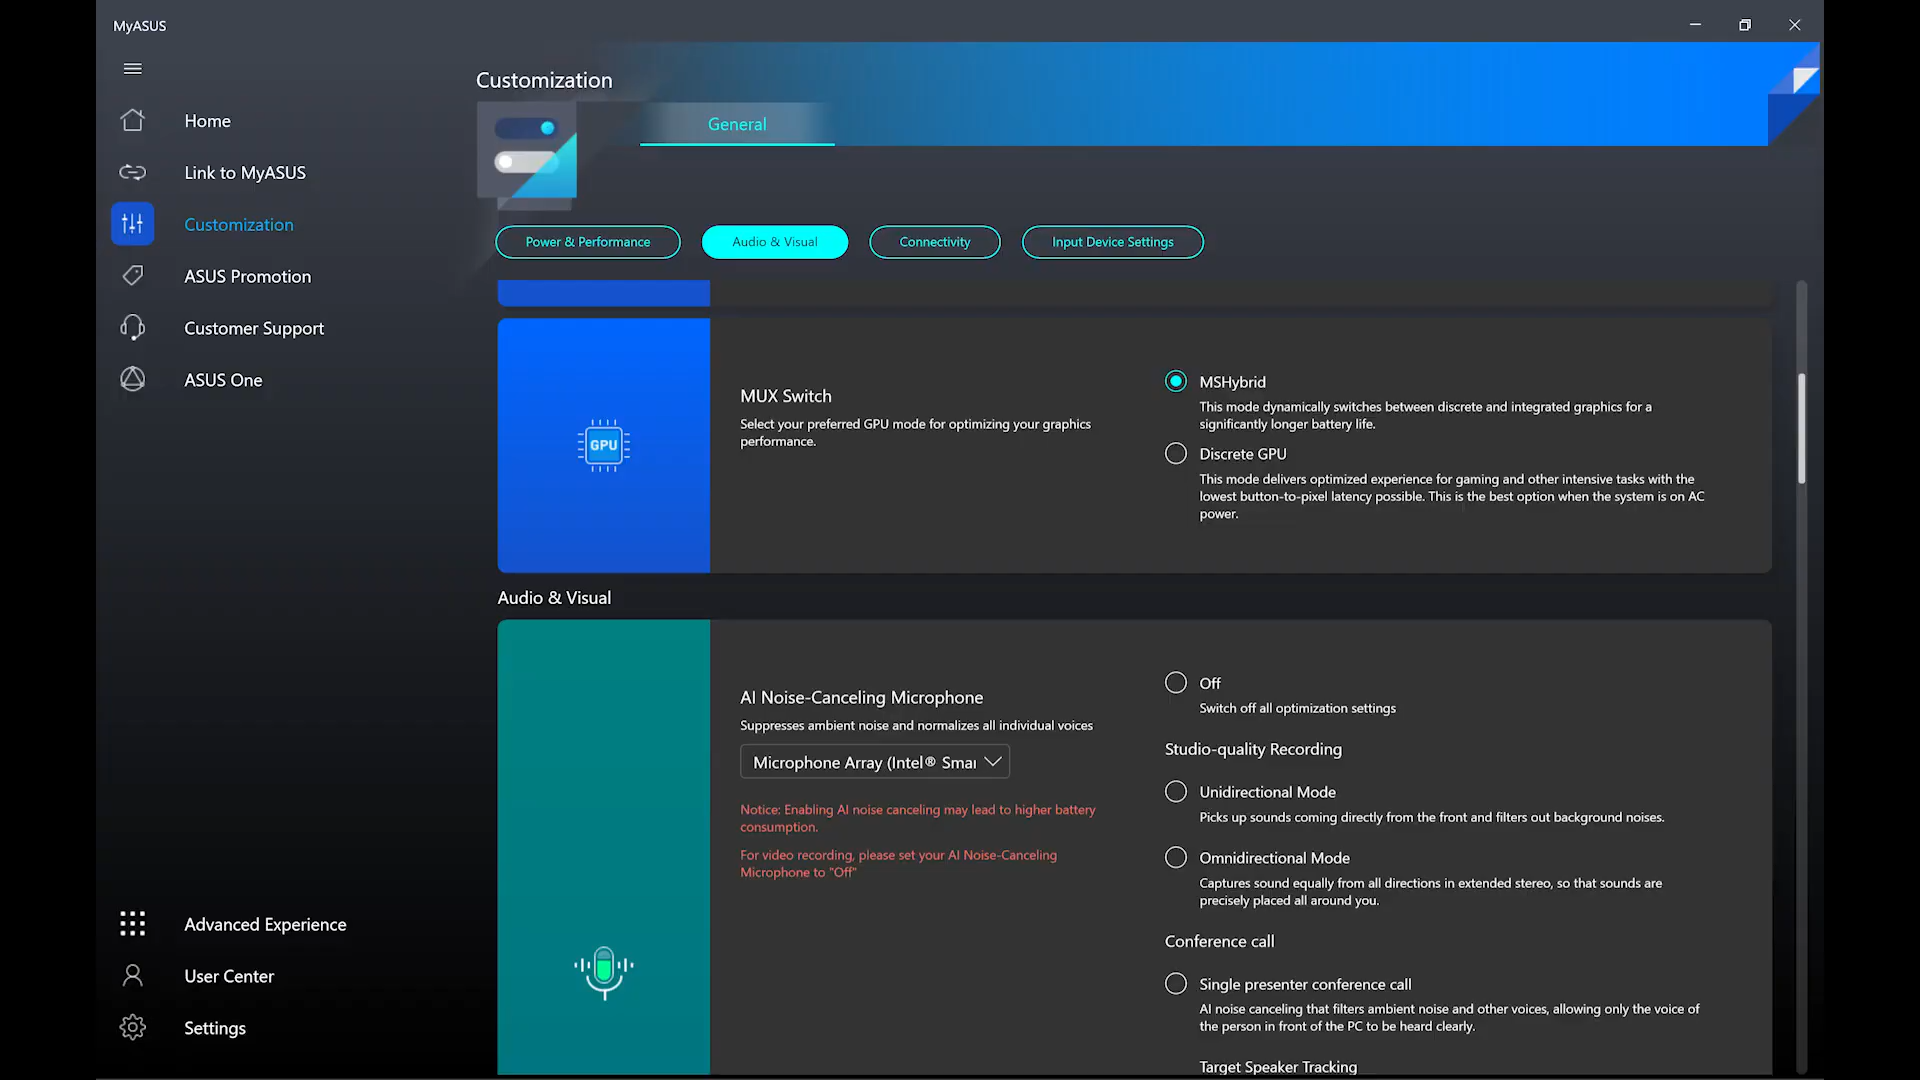 MyASUS
Customization
General
Home
Link to MyASUS
Customization
ASUS Promotion
Customer Support
ASUS One
Advanced Experience
User Center
Settings
Power & Performance
Audio & Visual
Connectivity
Input Device Settings
GPU
MUX Switch
Select your preferred GPU mode for optimizing your graphics
performance.
MSHybrid
This mode dynamically switches between discrete and integrated graphics for a
significantly longer battery life.
Discrete GPU
This mode delivers optimized experience for gaming and other intensive tasks with the
lowest button-to-pixel latency possible. This is the best option when the system is on AC
power.
Audio & Visual
AI Noise-Canceling Microphone
Suppresses ambient noise and normalizes all individual voices
Microphone Array (Intel® Smar
Notice: Enabling AI noise canceling may lead to higher battery
consumption.
For video recording, please set your AI Noise-Canceling
Microphone to "Off"
Off
Switch off all optimization settings
Studio-quality Recording
Unidirectional Mode
Picks up sounds coming directly from the front and filters out background noises.
Omnidirectional Mode
Captures sound equally from all directions in extended stereo, so that sounds are
precisely placed all around you.
Conference call
Single presenter conference call
AI noise canceling that filters ambient noise and other voices, allowing only the voice of
the person in front of the PC to be heard clearly.
Target Speaker Tracking